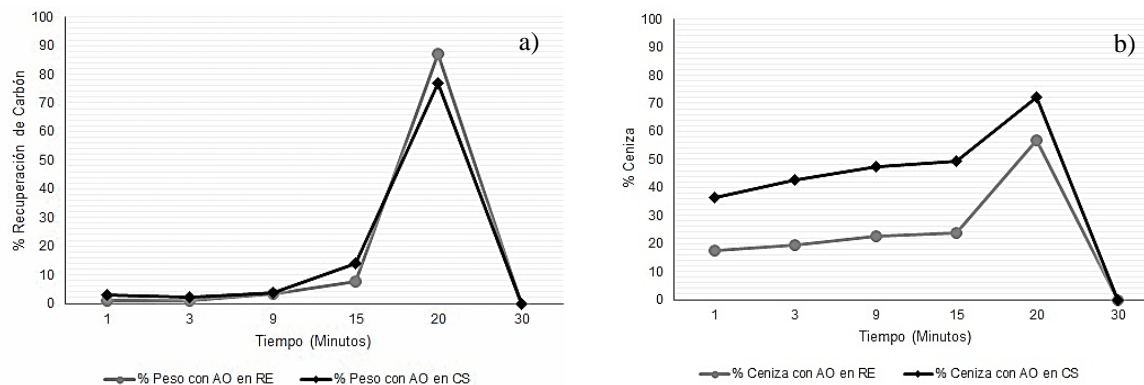 a)
% Recuperación de Carbón
100
90
80
70
60
50
40
30
20
10
0
1 3 9 15 20 30
Tiempo (Minutos)
% Peso con AO en RE % Peso con AO en CS
b)
% Ceniza
100
90
80
70
60
50
40
30
20
10
0
1 3 9 15 20 30
Tiempo (Minutos)
% Ceniza con AO en RE % Ceniza con AO en CS